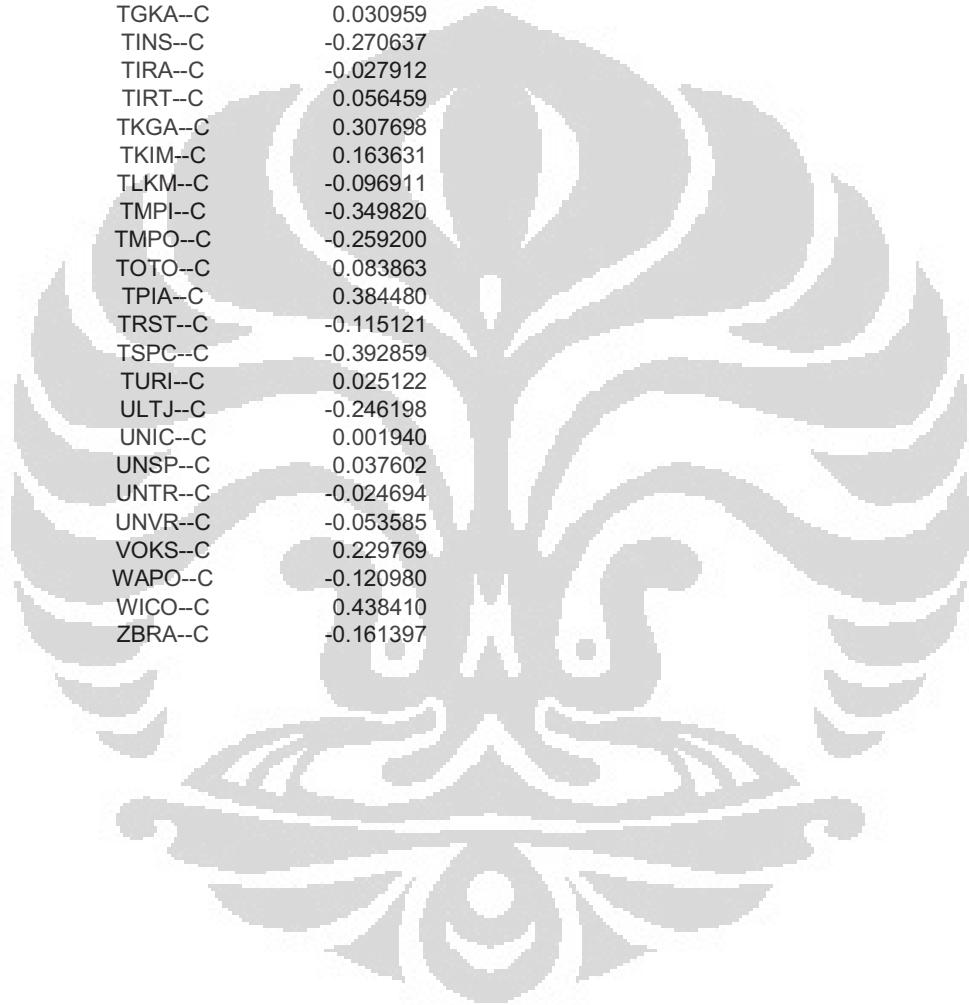 TGKA--C 0.030959
TINS--C -0.270637
TIRA--C -0.027912
TIRT--C 0.056459
TKGA--C 0.307698
TKIM--C 0.163631
TLKM--C -0.096911
TMPI--C -0.349820
TMPO--C -0.259200
TOTO--C 0.083863
TPIA--C 0.384480
TRST--C -0.115121
TSPC--C -0.392859
TURI--C 0.025122
ULTJ--C -0.246198
UNIC--C 0.001940
UNSP--C 0.037602
UNTR--C -0.024694
UNVR--C -0.053585
VOKS--C 0.229769
WAPO--C -0.120980
WICO--C 0.438410
ZBRA--C -0.161397